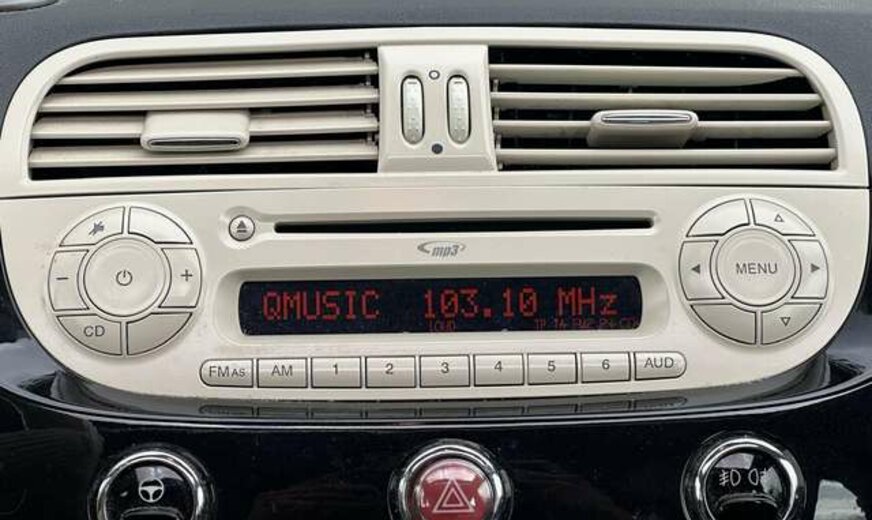 mp3
QMUSIC 103.10 MHz
LOUD
- + CD
MENU
FM AS AM 1 2 3 4 5 6 AUD